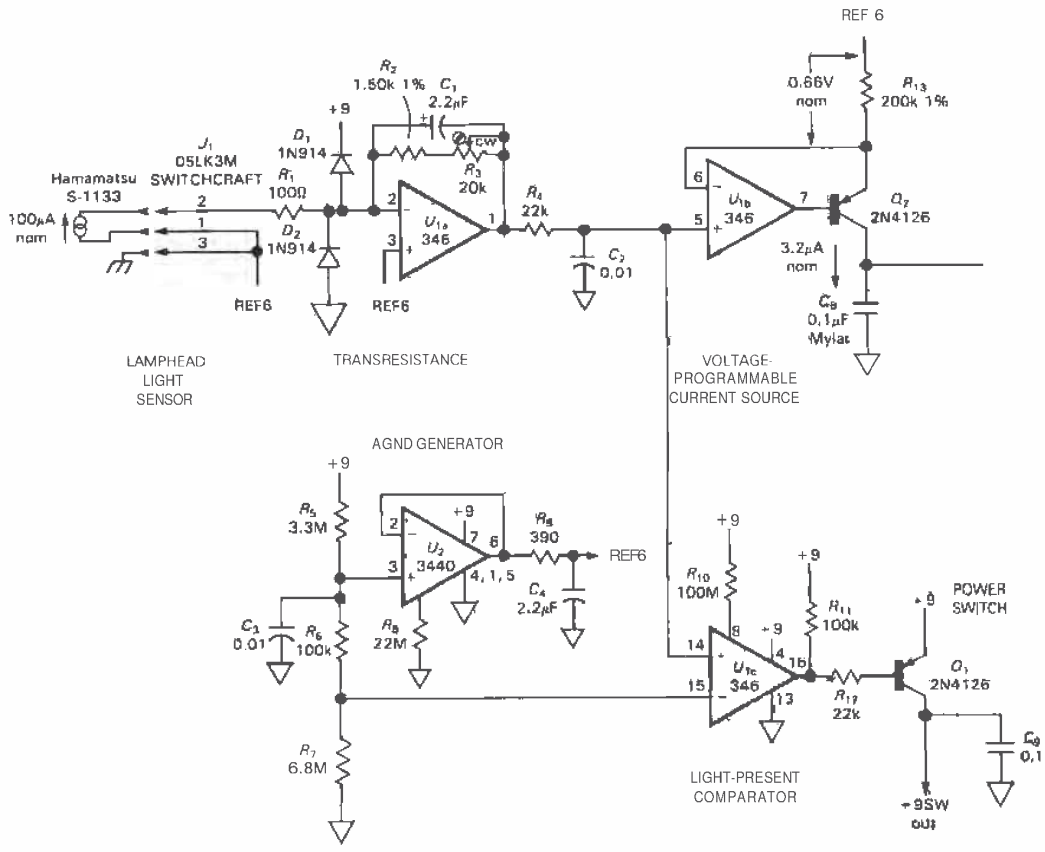 REF 6
0.66V
nom
R13
200k 1%
R2
1.50k 1%
C1
2.2µF
+
+9
D1
1N914
J1
05LK3M
SWITCHCRAFT
Hamamatsu
S-1133
100µA
nom
R1
100Ω
2
1
3
D2
1N914
REF6
CW
R3
20k
2
−
U1a
346
1
3
+
REF6
R4
22k
C2
0.01
6
−
U1b
346
7
5
+
Q2
2N4126
3.2µA
nom
0.1µF
Mylar
LAMPHEAD
LIGHT
SENSOR
TRANSRESISTANCE
VOLTAGE-
PROGRAMMABLE
CURRENT SOURCE
AGND GENERATOR
+9
R5
3.3M
2
−
+9
7
U2
3440
6
3
+
4, 1, 5
390
REF6
C4
2.2µF
C3
0.01
R6
100k
22M
R7
6.8M
+9
R10
100M
+9
R11
100k
14
+
8
+9
4
16
U1c
346
15
−
13
R12
22k
+9
POWER
SWITCH
2N4126
0.1
+9SW
out
LIGHT-PRESENT
COMPARATOR